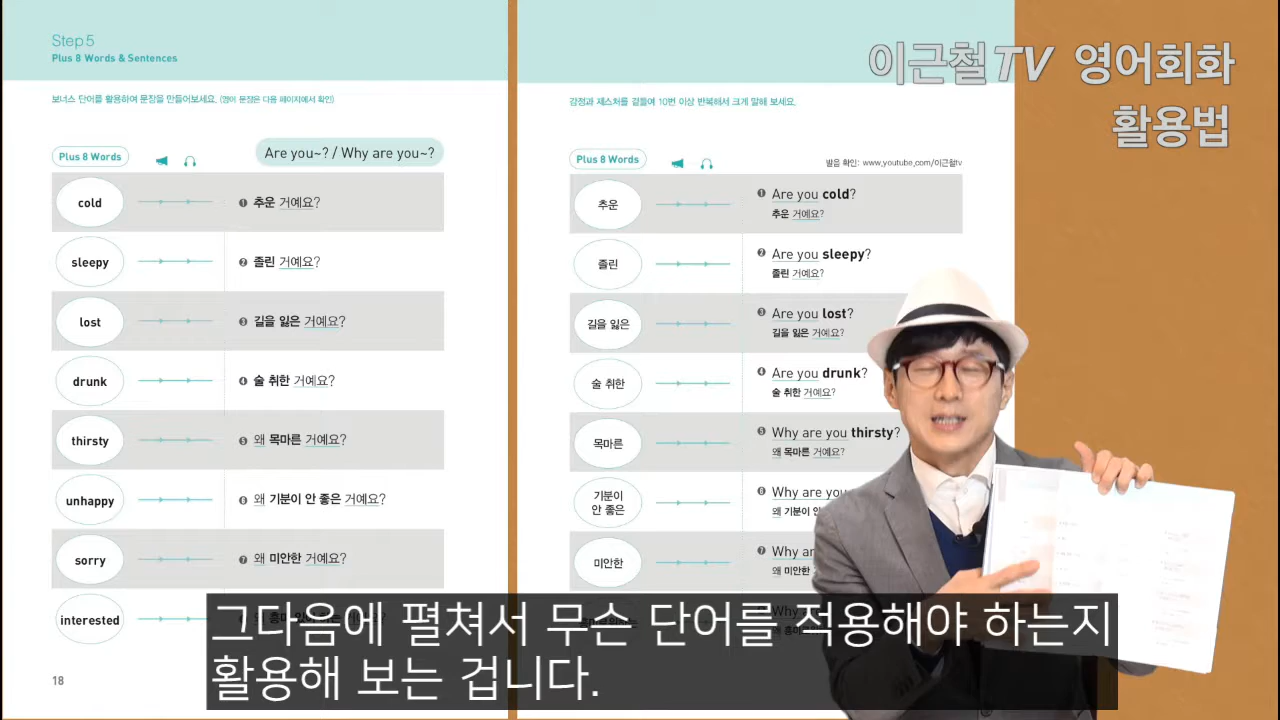 Step 5
Plus 8 Words & Sentences
보너스 단어를 활용하여 문장을 만들어보세요. (영어 문장은 다음 페이지에서 확인)
Plus 8 Words
Are you~? / Why are you~?
cold
❶ 추운 거예요?
sleepy
❷ 졸린 거예요?
lost
❸ 길을 잃은 거예요?
drunk
❹ 술 취한 거예요?
thirsty
❺ 왜 목마른 거예요?
unhappy
❻ 왜 기분이 안 좋은 거예요?
sorry
❼ 왜 미안한 거예요?
interested
18
이근철TV 영어회화
활용법
감정과 제스처를 곁들여 10번 이상 반복해서 크게 말해 보세요.
Plus 8 Words
발음 확인: www.youtube.com/이근철tv
추운
❶ Are you cold?
추운 거예요?
졸린
❷ Are you sleepy?
졸린 거예요?
길을 잃은
❸ Are you lost?
길을 잃은 거예요?
술 취한
❹ Are you drunk?
술 취한 거예요?
목마른
❺ Why are you thirsty?
왜 목마른 거예요?
기분이
안 좋은
❻ Why are you
왜 기분이
미안한
❼ Why
왜 미안한
그다음에 펼쳐서 무슨 단어를 적용해야 하는지
활용해 보는 겁니다.